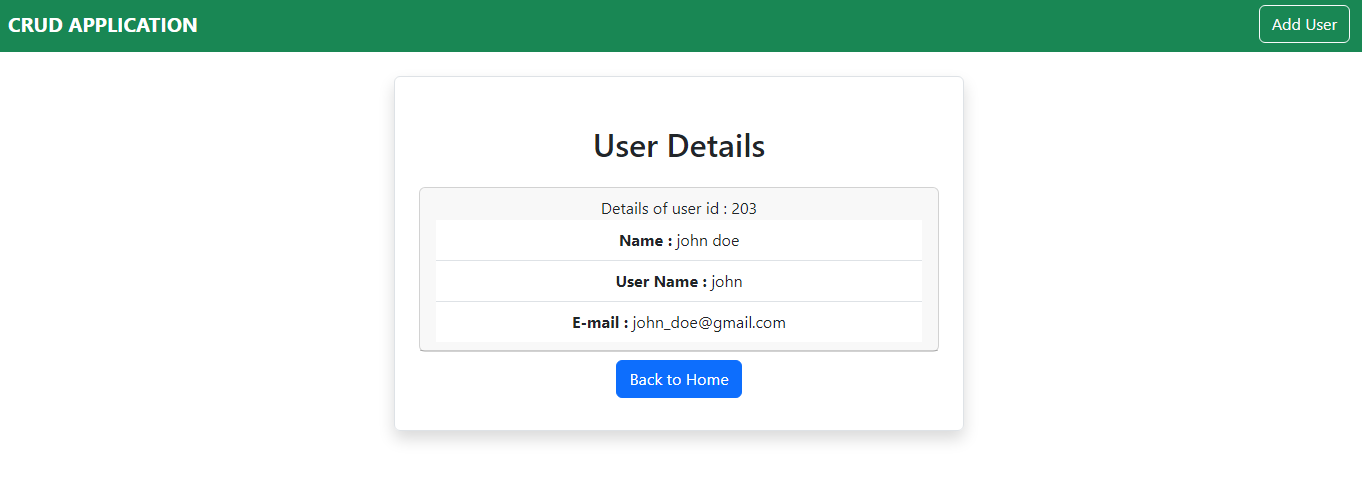 CRUD APPLICATION
Add User
User Details
Details of user id : 203
Name : john doe
User Name : john
E-mail : john_doe@gmail.com
Back to Home